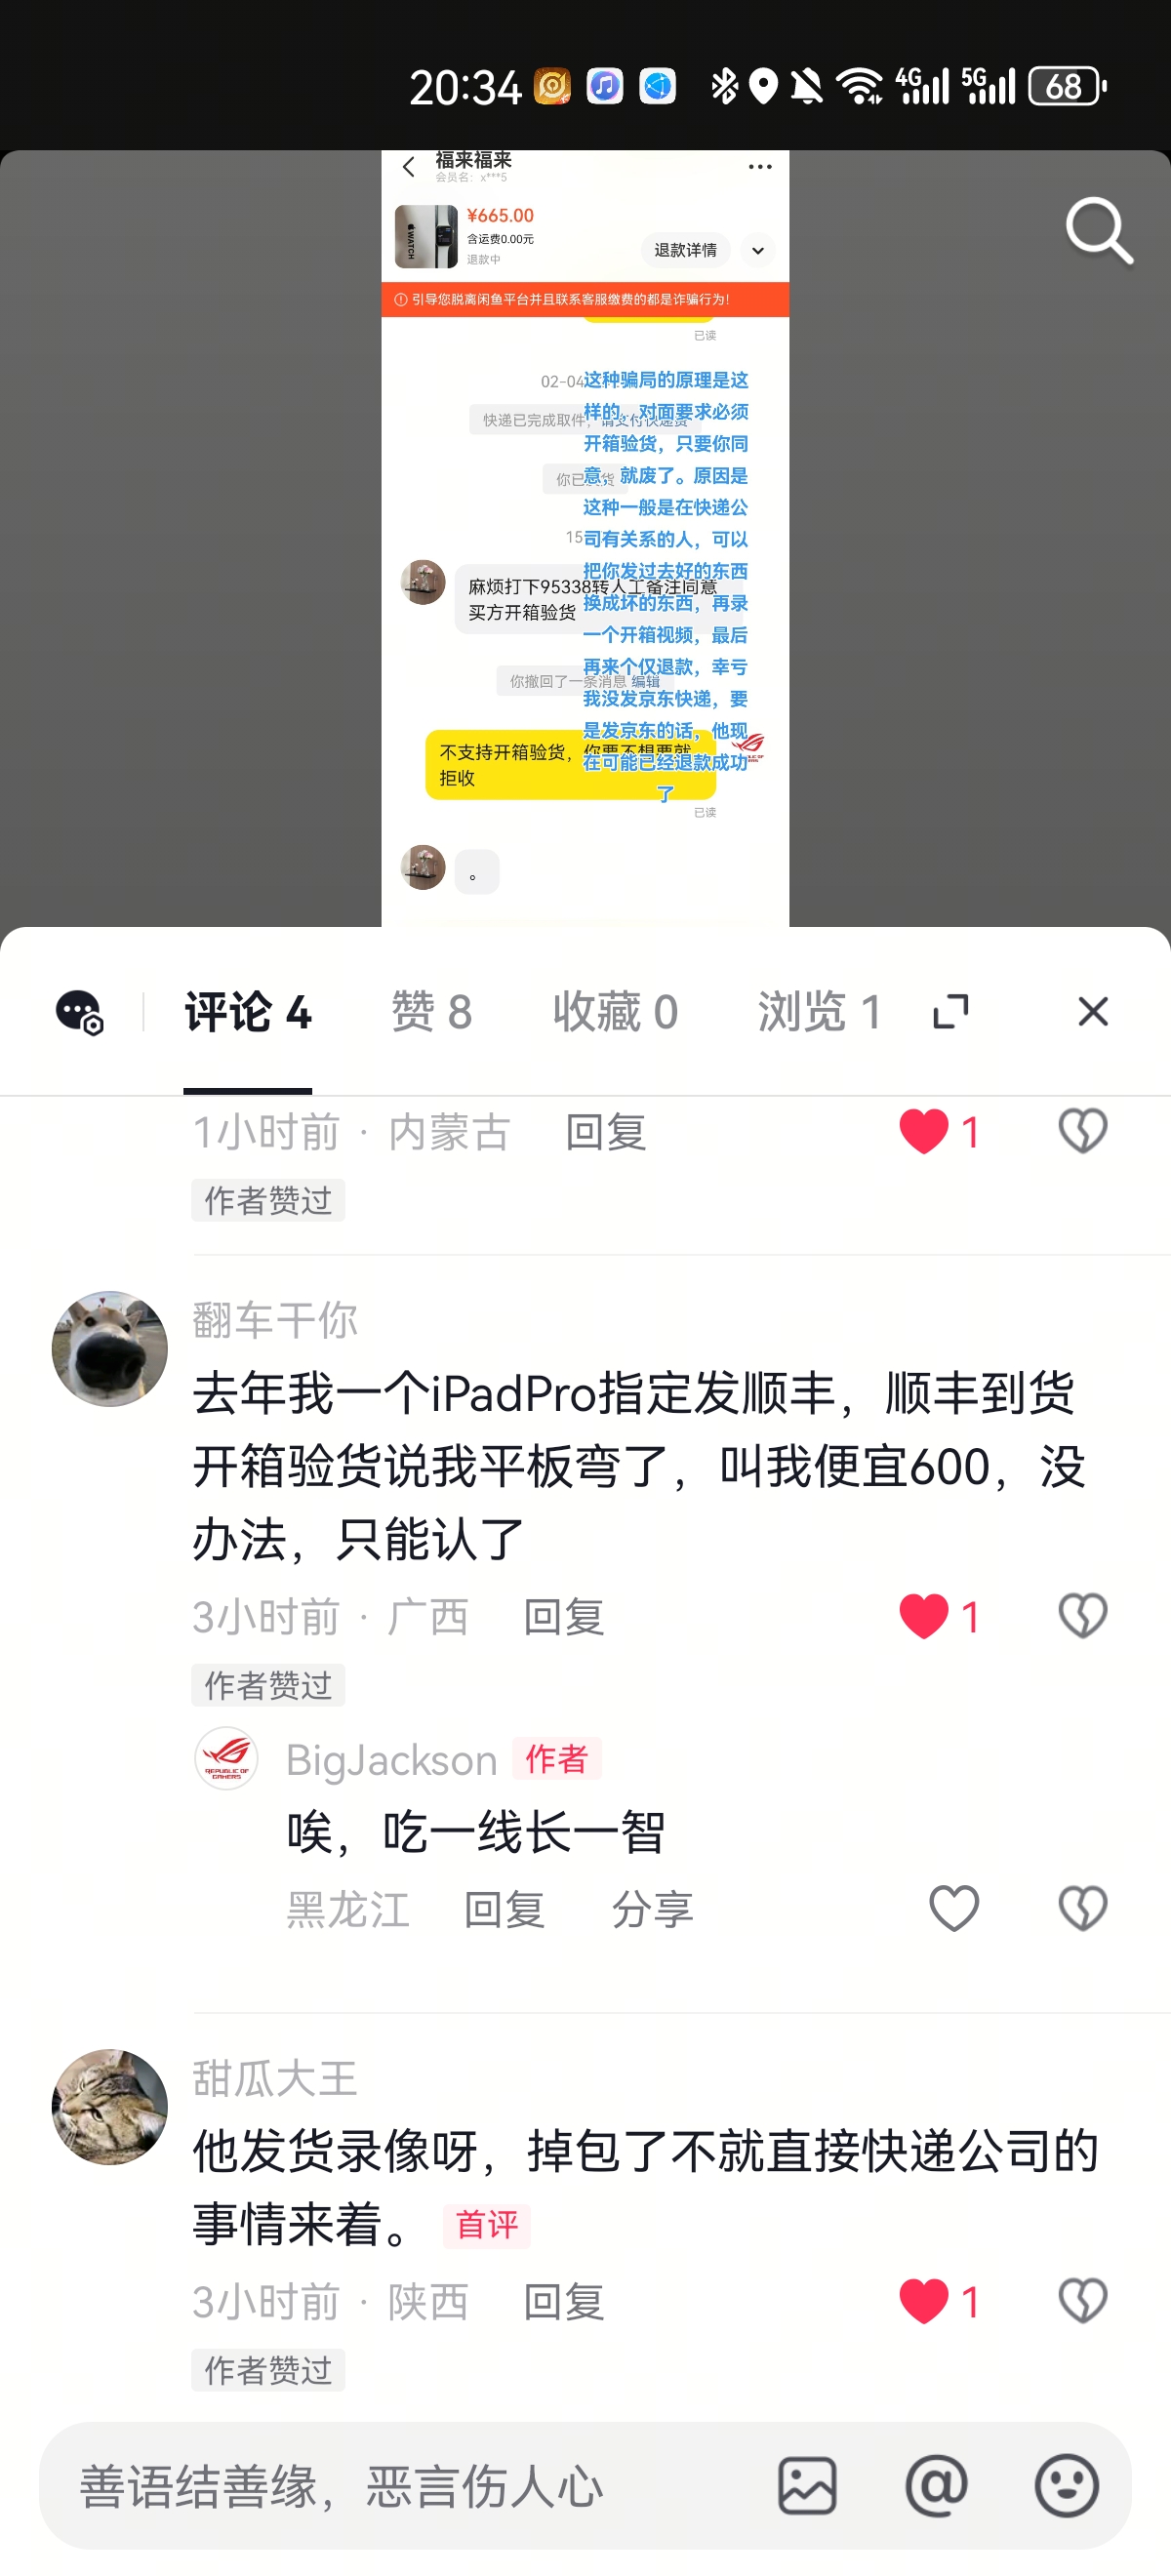 20:34
4G
5G
68
福来福来
会员名: x***5
¥665.00
含运费0.00元
退款中
退款详情
WATCH
引导您脱离闲鱼平台并且联系客服缴费的都是诈骗行为!
已读
02-04
快递已完成取件,请支付快递费
你已发货
15
麻烦打下95338转人工备注同意
买方开箱验货
你撤回了一条消息 编辑
不支持开箱验货,你要不想要就
拒收
已读
。
这种骗局的原理是这
样的,对面要求必须
开箱验货,只要你同
意,就废了。原因是
这种一般是在快递公
司有关系的人,可以
把你发过去好的东西
换成坏的东西,再录
一个开箱视频,最后
再来个仅退款,幸亏
我没发京东快递,要
是发京东的话,他现
在可能已经退款成功
了
评论 4
赞 8
收藏 0
浏览 1
1小时前 · 内蒙古
回复
1
作者赞过
翻车干你
去年我一个iPadPro指定发顺丰,顺丰到货
开箱验货说我平板弯了,叫我便宜600,没
办法,只能认了
3小时前 · 广西
回复
1
作者赞过
REPUBLIC OF
GAMERS
BigJackson
作者
唉,吃一线长一智
黑龙江
回复
分享
甜瓜大王
他发货录像呀,掉包了不就直接快递公司的
事情来着。
首评
3小时前 · 陕西
回复
1
作者赞过
善语结善缘,恶言伤人心